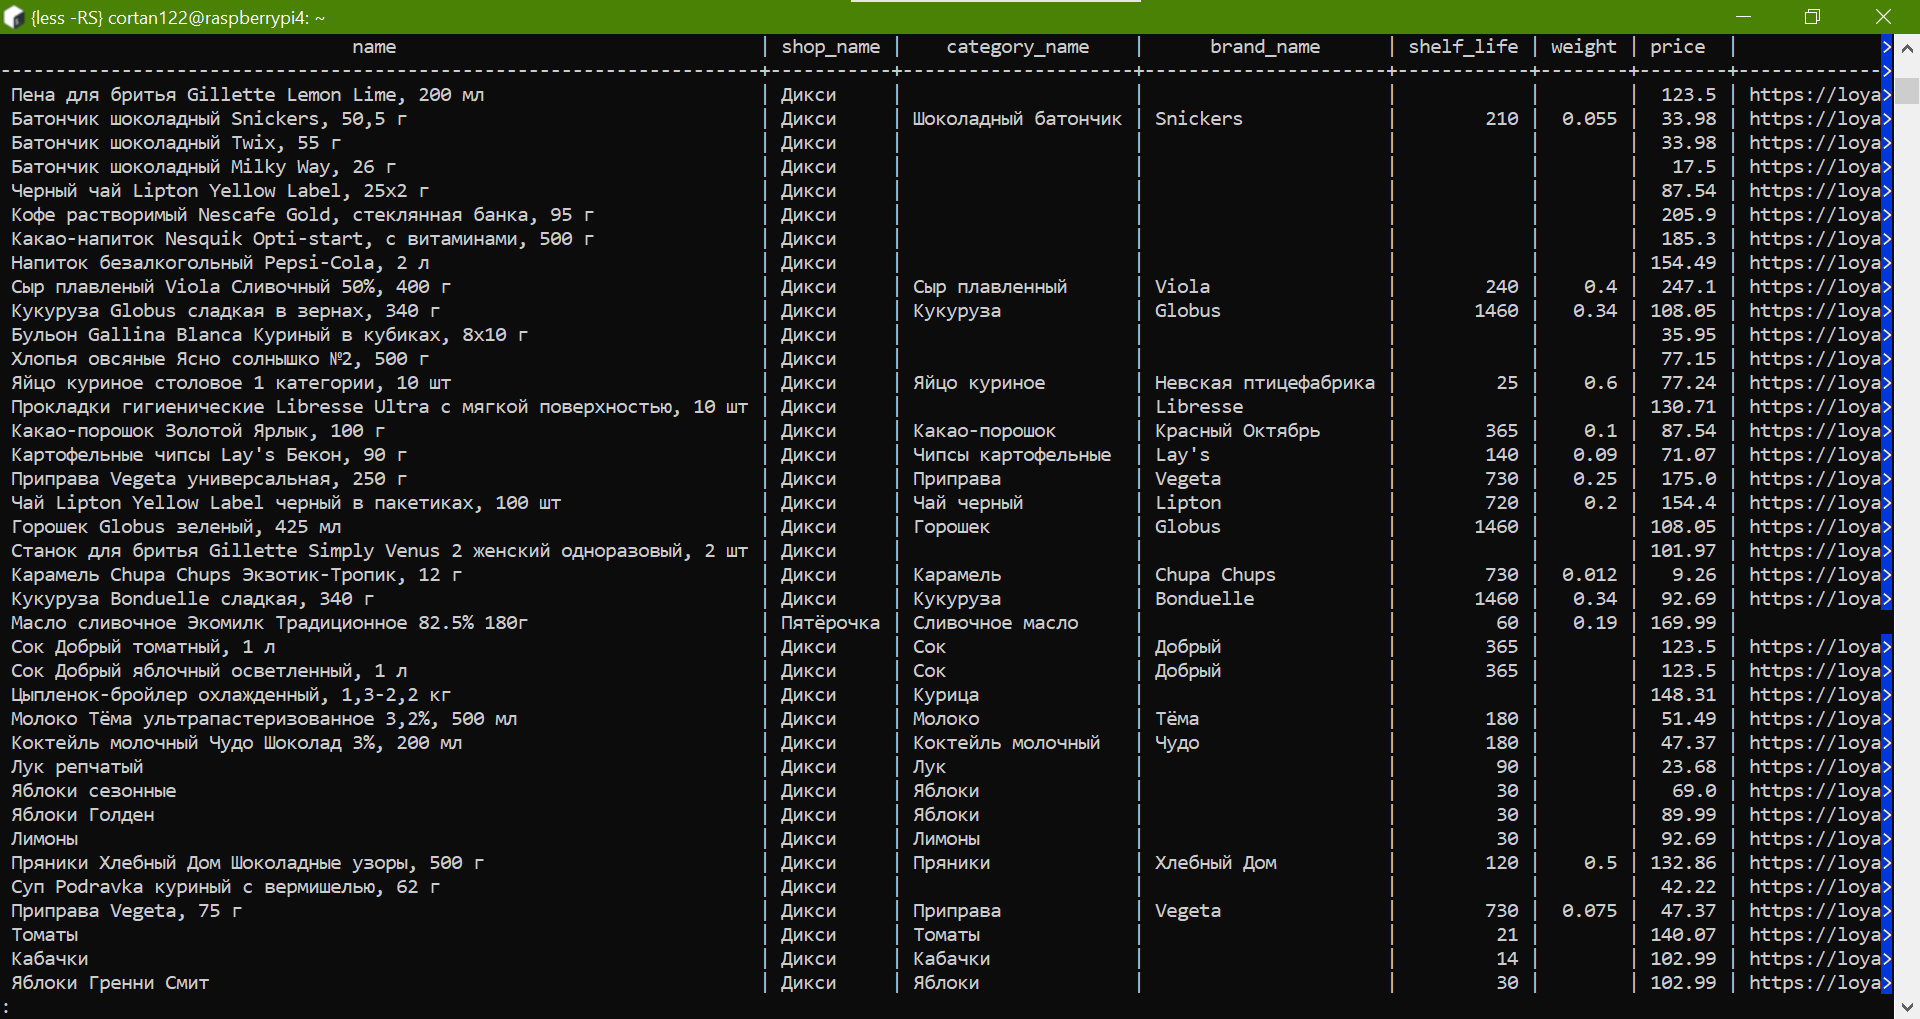 {less -RS} cortan122@raspberrypi4: ~
name | shop_name | category_name | brand_name | shelf_life | weight | price | >
---------------------------------------------------------------------+-----------+---------------------+----------------------+------------+--------+--------+------------->
Пена для бритья Gillette Lemon Lime, 200 мл | Дикси | | | | | 123.5 | https://loya>
Батончик шоколадный Snickers, 50,5 г | Дикси | Шоколадный батончик | Snickers | 210 | 0.055 | 33.98 | https://loya>
Батончик шоколадный Twix, 55 г | Дикси | | | | | 33.98 | https://loya>
Батончик шоколадный Milky Way, 26 г | Дикси | | | | | 17.5 | https://loya>
Черный чай Lipton Yellow Label, 25х2 г | Дикси | | | | | 87.54 | https://loya>
Кофе растворимый Nescafe Gold, стеклянная банка, 95 г | Дикси | | | | | 205.9 | https://loya>
Какао-напиток Nesquik Opti-start, с витаминами, 500 г | Дикси | | | | | 185.3 | https://loya>
Напиток безалкогольный Pepsi-Cola, 2 л | Дикси | | | | | 154.49 | https://loya>
Сыр плавленый Viola Сливочный 50%, 400 г | Дикси | Сыр плавленный | Viola | 240 | 0.4 | 247.1 | https://loya>
Кукуруза Globus сладкая в зернах, 340 г | Дикси | Кукуруза | Globus | 1460 | 0.34 | 108.05 | https://loya>
Бульон Gallina Blanca Куриный в кубиках, 8х10 г | Дикси | | | | | 35.95 | https://loya>
Хлопья овсяные Ясно солнышко №2, 500 г | Дикси | | | | | 77.15 | https://loya>
Яйцо куриное столовое 1 категории, 10 шт | Дикси | Яйцо куриное | Невская птицефабрика | 25 | 0.6 | 77.24 | https://loya>
Прокладки гигиенические Libresse Ultra с мягкой поверхностью, 10 шт | Дикси | | Libresse | | | 130.71 | https://loya>
Какао-порошок Золотой Ярлык, 100 г | Дикси | Какао-порошок | Красный Октябрь | 365 | 0.1 | 87.54 | https://loya>
Картофельные чипсы Lay's Бекон, 90 г | Дикси | Чипсы картофельные | Lay's | 140 | 0.09 | 71.07 | https://loya>
Приправа Vegeta универсальная, 250 г | Дикси | Приправа | Vegeta | 730 | 0.25 | 175.0 | https://loya>
Чай Lipton Yellow Label черный в пакетиках, 100 шт | Дикси | Чай черный | Lipton | 720 | 0.2 | 154.4 | https://loya>
Горошек Globus зеленый, 425 мл | Дикси | Горошек | Globus | 1460 | | 108.05 | https://loya>
Станок для бритья Gillette Simply Venus 2 женский одноразовый, 2 шт | Дикси | | | | | 101.97 | https://loya>
Карамель Chupa Chups Экзотик-Тропик, 12 г | Дикси | Карамель | Chupa Chups | 730 | 0.012 | 9.26 | https://loya>
Кукуруза Bonduelle сладкая, 340 г | Дикси | Кукуруза | Bonduelle | 1460 | 0.34 | 92.69 | https://loya>
Масло сливочное Экомилк Традиционное 82.5% 180г | Пятёрочка | Сливочное масло | | 60 | 0.19 | 169.99 |
Сок Добрый томатный, 1 л | Дикси | Сок | Добрый | 365 | | 123.5 | https://loya>
Сок Добрый яблочный осветленный, 1 л | Дикси | Сок | Добрый | 365 | | 123.5 | https://loya>
Цыпленок-бройлер охлажденный, 1,3-2,2 кг | Дикси | Курица | | | | 148.31 | https://loya>
Молоко Тёма ультрапастеризованное 3,2%, 500 мл | Дикси | Молоко | Тёма | 180 | | 51.49 | https://loya>
Коктейль молочный Чудо Шоколад 3%, 200 мл | Дикси | Коктейль молочный | Чудо | 180 | | 47.37 | https://loya>
Лук репчатый | Дикси | Лук | | 90 | | 23.68 | https://loya>
Яблоки сезонные | Дикси | Яблоки | | 30 | | 69.0 | https://loya>
Яблоки Голден | Дикси | Яблоки | | 30 | | 89.99 | https://loya>
Лимоны | Дикси | Лимоны | | 30 | | 92.69 | https://loya>
Пряники Хлебный Дом Шоколадные узоры, 500 г | Дикси | Пряники | Хлебный Дом | 120 | 0.5 | 132.86 | https://loya>
Суп Podravka куриный с вермишелью, 62 г | Дикси | | | | | 42.22 | https://loya>
Приправа Vegeta, 75 г | Дикси | Приправа | Vegeta | 730 | 0.075 | 47.37 | https://loya>
Томаты | Дикси | Томаты | | 21 | | 140.07 | https://loya>
Кабачки | Дикси | Кабачки | | 14 | | 102.99 | https://loya>
Яблоки Гренни Смит | Дикси | Яблоки | | 30 | | 102.99 | https://loya>
: